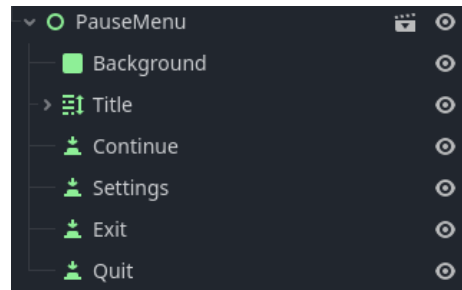 PauseMenu
Background
Title
Continue
Settings
Exit
Quit